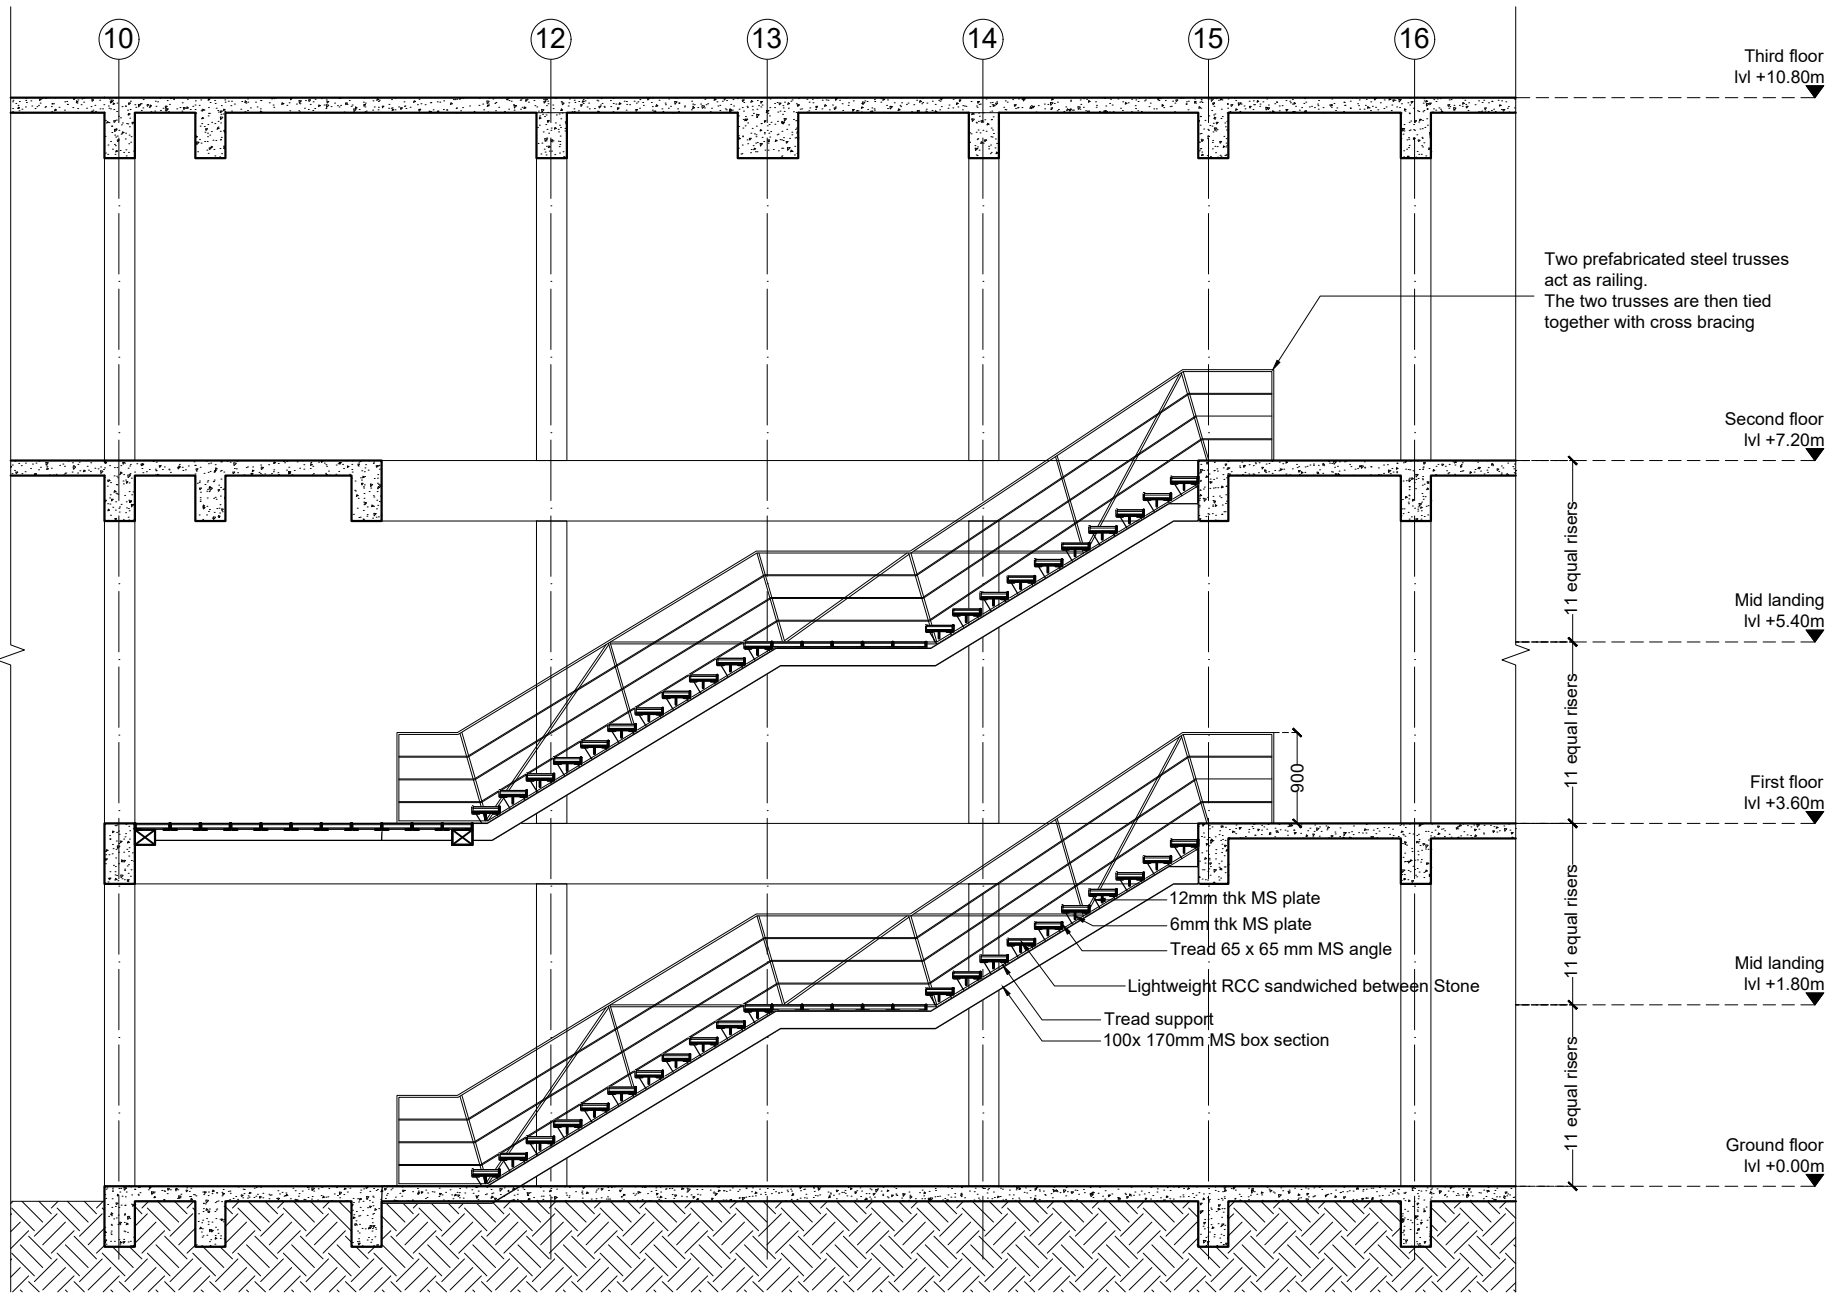 10
12
13
14
15
16
Third floor
lvl +10.80m
Two prefabricated steel trusses
act as railing.
The two trusses are then tied
together with cross bracing
Second floor
lvl +7.20m
11 equal risers
Mid landing
lvl +5.40m
11 equal risers
900
First floor
lvl +3.60m
11 equal risers
12mm thk MS plate
6mm thk MS plate
Tread 65 x 65 mm MS angle
Lightweight RCC sandwiched between Stone
Tread support
100x 170mm MS box section
Mid landing
lvl +1.80m
11 equal risers
Ground floor
lvl +0.00m